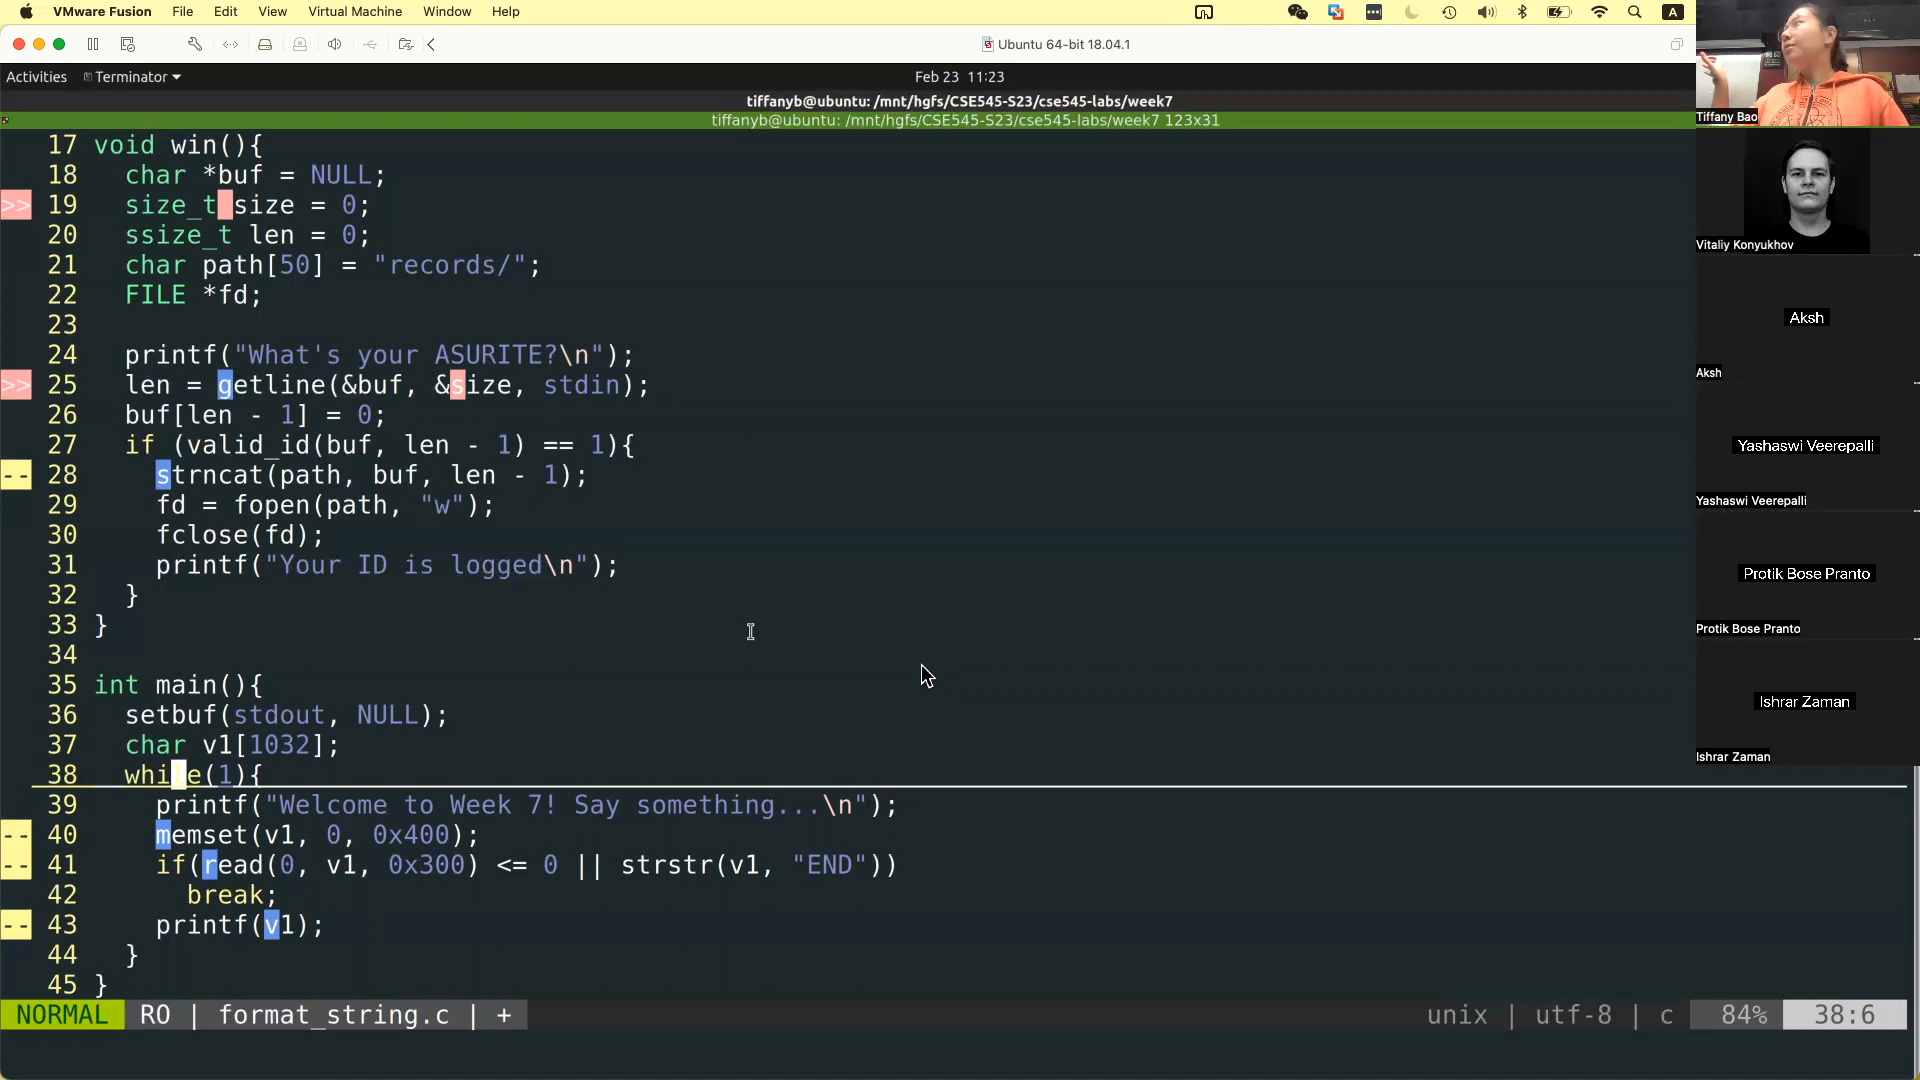 VMware Fusion File Edit View Virtual Machine Window Help A
Ubuntu 64-bit 18.04.1
Activities Terminator Feb 23 11:23
tiffanyb@ubuntu: /mnt/hgfs/CSE545-S23/cse545-labs/week7
tiffanyb@ubuntu: /mnt/hgfs/CSE545-S23/cse545-labs/week7 123x31
17 void win(){
18 char *buf = NULL;
>> 19 size_t size = 0;
20 ssize_t len = 0;
21 char path[50] = "records/";
22 FILE *fd;
23
24 printf("What's your ASURITE?\n");
>> 25 len = getline(&buf, &size, stdin);
26 buf[len - 1] = 0;
27 if (valid_id(buf, len - 1) == 1){
-- 28 strncat(path, buf, len - 1);
29 fd = fopen(path, "w");
30 fclose(fd);
31 printf("Your ID is logged\n");
32 }
33 }
34
35 int main(){
36 setbuf(stdout, NULL);
37 char v1[1032];
38 while(1){
39 printf("Welcome to Week 7! Say something...\n");
-- 40 memset(v1, 0, 0x400);
-- 41 if(read(0, v1, 0x300) <= 0 || strstr(v1, "END"))
42 break;
-- 43 printf(v1);
44 }
45 }
NORMAL RO | format_string.c | + unix | utf-8 | c 84% 38:6
Tiffany Bao
Vitaliy Konyukhov
Aksh
Aksh
Yashaswi Veerepalli
Yashaswi Veerepalli
Protik Bose Pranto
Protik Bose Pranto
Ishrar Zaman
Ishrar Zaman